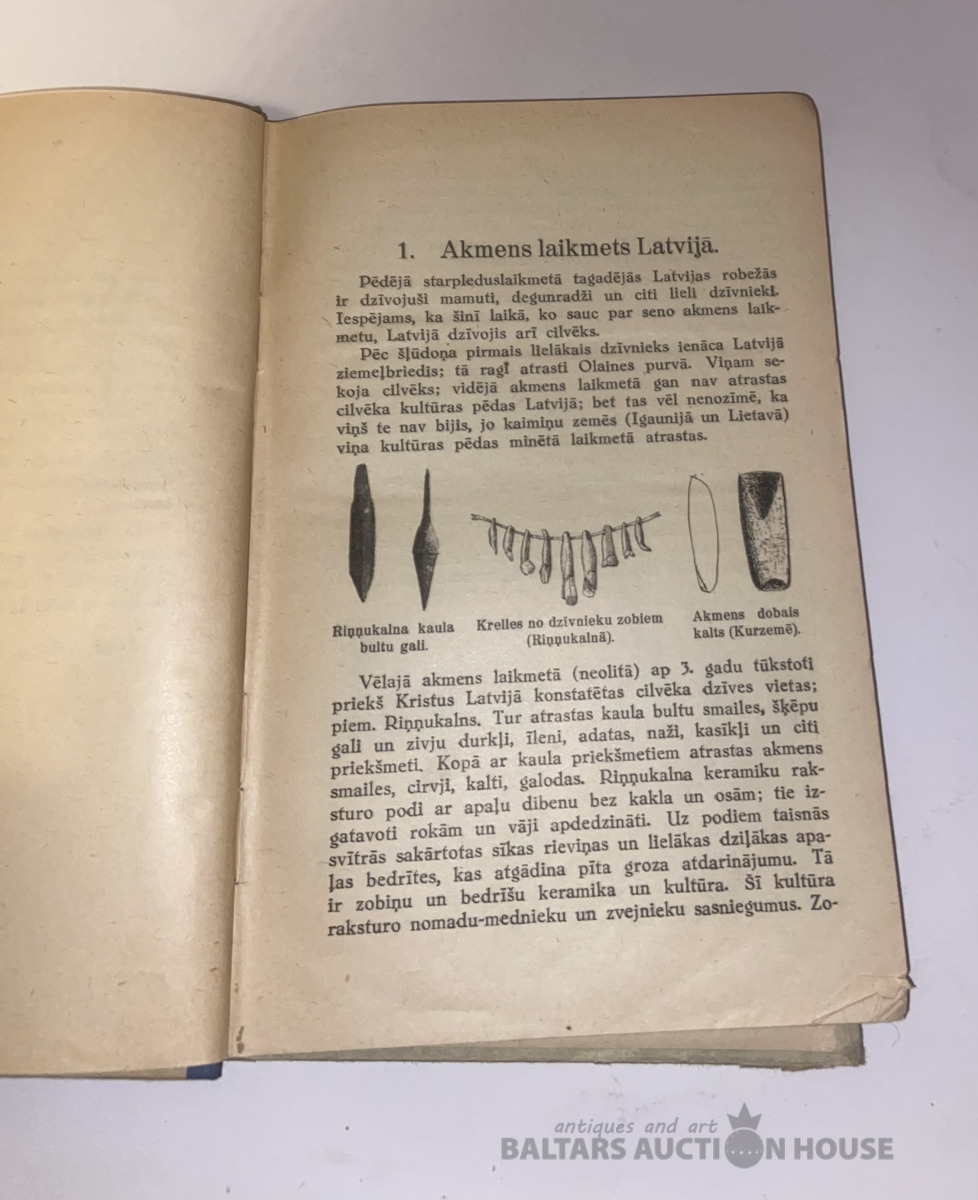 1. Akmens laikmets Latvijā.
Pēdējā starpleduslaikmetā tagadējās Latvijas robežās
ir dzīvojuši mamuti, degunradži un citi lieli dzīvnieki.
Iespējams, ka šinī laikā, ko sauc par seno akmens laik-
metu, Latvijā dzīvojis arī cilvēks.
Pēc šļūdoņa pirmais lielākais dzīvnieks ienāca Latvijā
ziemeļbriedis; tā ragi atrasti Olaines purvā. Viņam se-
koja cilvēks; vidējā akmens laikmetā gan nav atrastas
cilvēka kultūras pēdas Latvijā; bet tas vēl nenozīmē, ka
viņš te nav bijis, jo kaimiņu zemēs (Igaunijā un Lietavā)
viņa kultūras pēdas minētā laikmetā atrastas.
Riņņukalna kaula
bultu gali.
Krelles no dzīvnieku zobiem
(Riņņukalnā).
Akmens dobais
kalts (Kurzemē).
Vēlajā akmens laikmetā (neolitā) ap 3. gadu tūkstoti
priekš Kristus Latvijā konstatētas cilvēka dzīves vietas;
piem. Riņņukalns. Tur atrastas kaula bultu smailes, šķēpu
gali un zivju durkļi, īleni, adatas, naži, kasīkļi un citi
priekšmeti. Kopā ar kaula priekšmetiem atrastas akmens
smailes, cirvji, kalti, galodas. Riņņukalna keramiku rak-
sturo podi ar apaļu dibenu bez kakla un osām; tie iz-
gatavoti rokām un vāji apdedzināti. Uz podiem taisnās
svītrās sakārtotas sīkas rieviņas un lielākas dziļākas apa-
ļas bedrītes, kas atgādina pīta groza atdarinājumu. Tā
ir zobiņu un bedrīšu keramika un kultūra. Šī kultūra
raksturo nomadu-mednieku un zvejnieku sasniegumus. Zo-
antiques and art
BALTARS AUCTION HOUSE